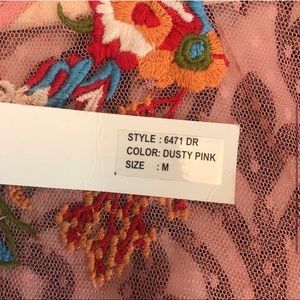 STYLE : 6471 DR
COLOR: DUSTY PINK
SIZE : M